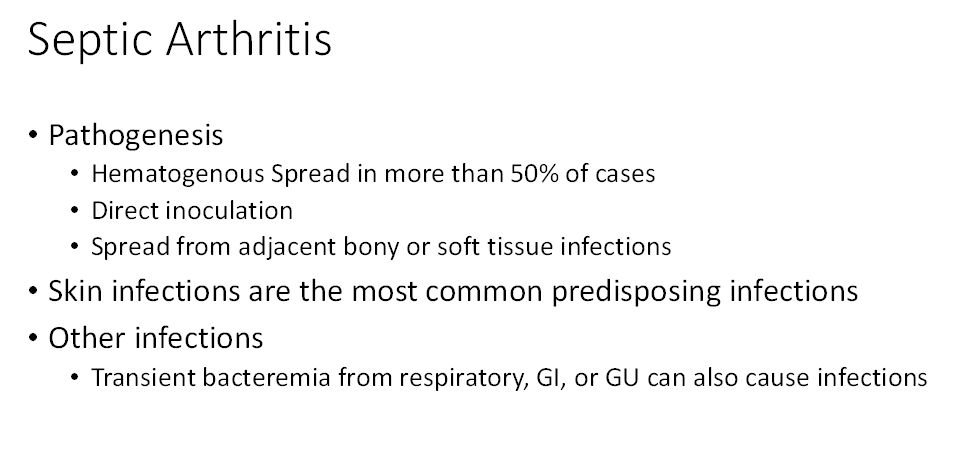 Septic Arthritis
• Pathogenesis
• Hematogenous Spread in more than 50% of cases
• Direct inoculation
• Spread from adjacent bony or soft tissue infections
• Skin infections are the most common predisposing infections
• Other infections
• Transient bacteremia from respiratory, GI, or GU can also cause infections